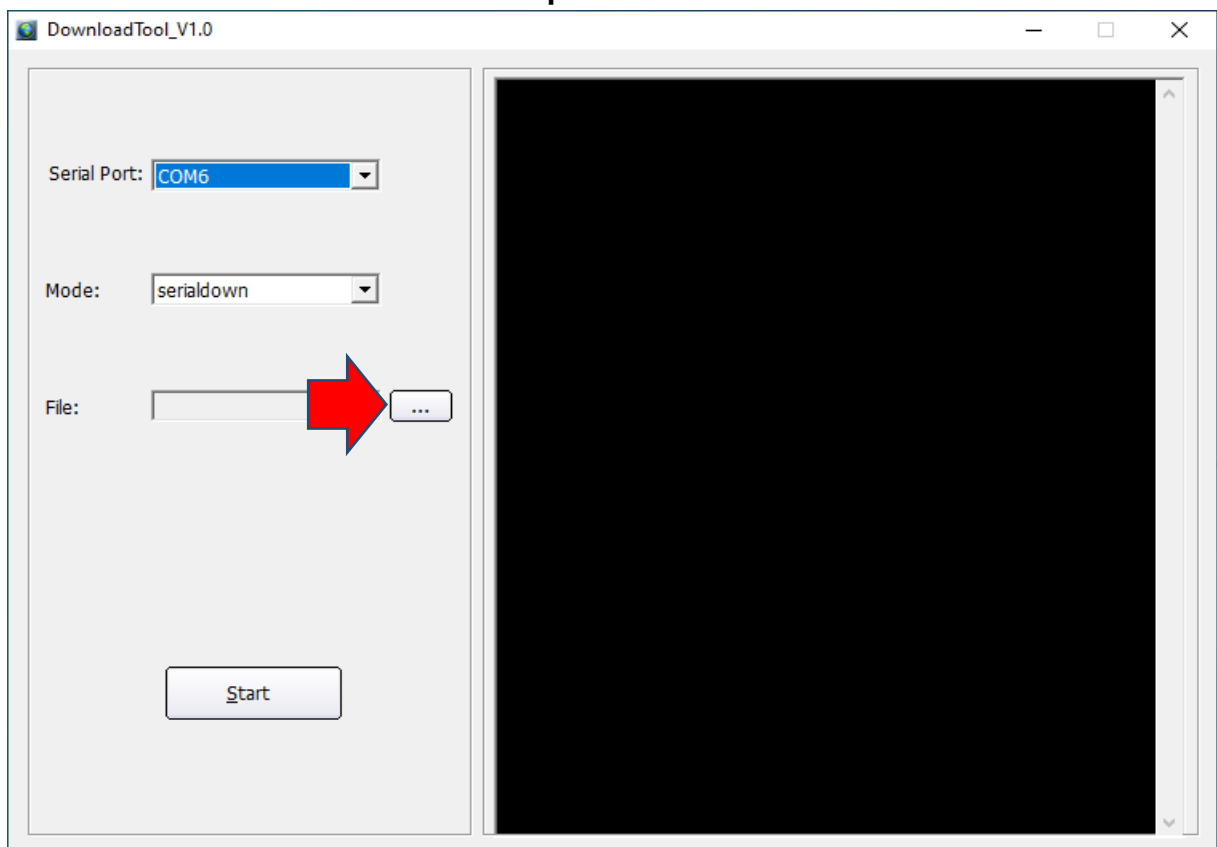 DownloadTool_V1.0
Serial Port: COM6
Mode: serialdown
File: ...
Start